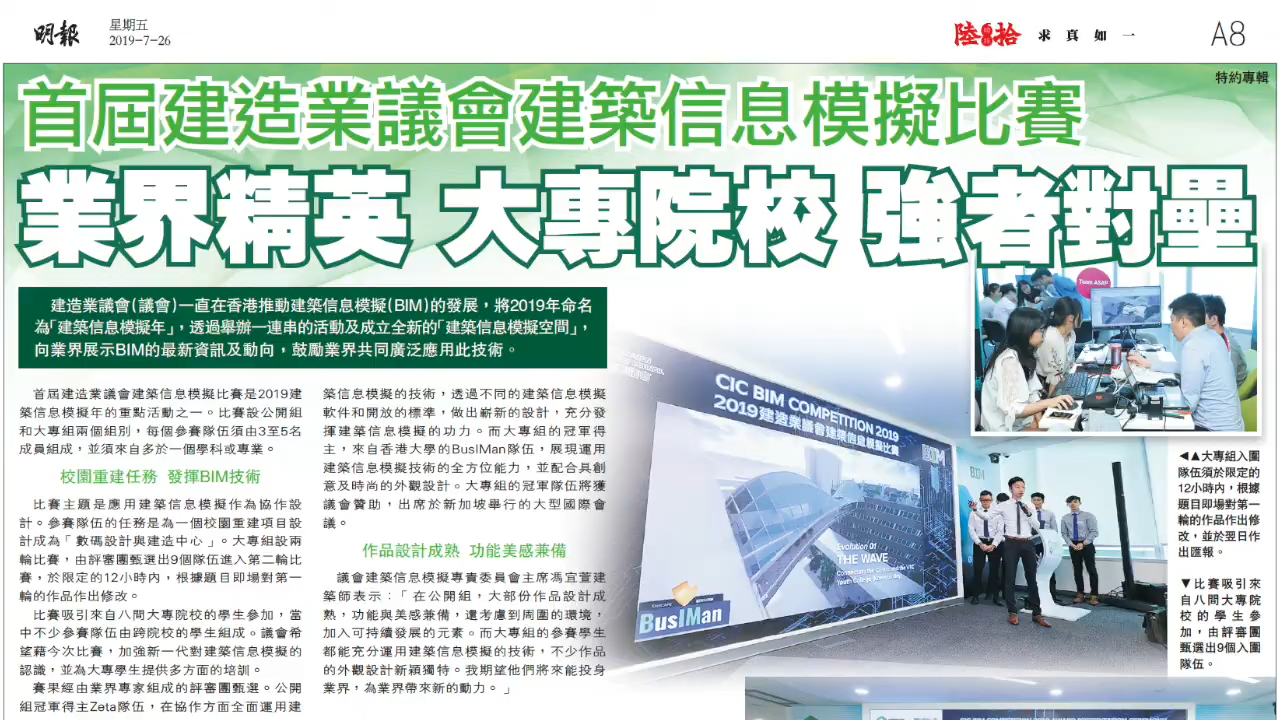 明報
星期五
2019-7-26
陸拾
求真如一
A8
特約專輯
首屆建造業議會建築信息模擬比賽
業界精英 大專院校 強者對壘
建造業議會(議會)一直在香港推動建築信息模擬(BIM)的發展，將2019年命名
為「建築信息模擬年」，透過舉辦一連串的活動及成立全新的「建築信息模擬空間」，
向業界展示BIM的最新資訊及動向，鼓勵業界共同廣泛應用此技術。
首屆建造業議會建築信息模擬比賽是2019建
築信息模擬年的重點活動之一。比賽設公開組
和大專組兩個組別，每個參賽隊伍須由3至5名
成員組成，並須來自多於一個學科或專業。
校園重建任務 發揮BIM技術
比賽主題是應用建築信息模擬作為協作設
計。參賽隊伍的任務是為一個校園重建項目設
計成為「數碼設計與建造中心」。大專組設兩
輪比賽，由評審團甄選出9個隊伍進入第二輪比
賽，於限定的12小時內，根據題目即場對第一
輪的作品作出修改。
比賽吸引來自八間大專院校的學生參加，當
中不少參賽隊伍由跨院校的學生組成。議會希
望藉今次比賽，加強新一代對建築信息模擬的
認識，並為大專學生提供多方面的培訓。
賽果經由業界專家組成的評審團甄選。公開
組冠軍得主Zeta隊伍，在協作方面全面運用建
築信息模擬的技術，透過不同的建築信息模擬
軟件和開放的標準，做出嶄新的設計，充分發
揮建築信息模擬的功力。而大專組的冠軍得
主，來自香港大學的BusIMan隊伍，展現運用
建築信息模擬技術的全方位能力，並配合具創
意及時尚的外觀設計。大專組的冠軍隊伍將獲
議會贊助，出席於新加坡舉行的大型國際會
議。
作品設計成熟 功能美感兼備
議會建築信息模擬專責委員會主席馮宜萱建
築師表示：「在公開組，大部份作品設計成
熟，功能與美感兼備，還考慮到周圍的環境，
加入可持續發展的元素。而大專組的參賽學生
都能充分運用建築信息模擬的技術，不少作品
的外觀設計新穎獨特。我期望他們將來能投身
業界，為業界帶來新的動力。」
Team ASAP
CIC BIM COMPETITION 2019
2019建造業議會建築信息模擬比賽
Evolution 01
THE WAVE
BusIMan
◀▲大專組入圍
隊伍須於限定的
12小時內，根據
題目即場對第一
輪的作品作出修
改，並於翌日作
出匯報。
▼比賽吸引來
自八間大專院
校的學生參
加，由評審團
甄選出9個入圍
隊伍。